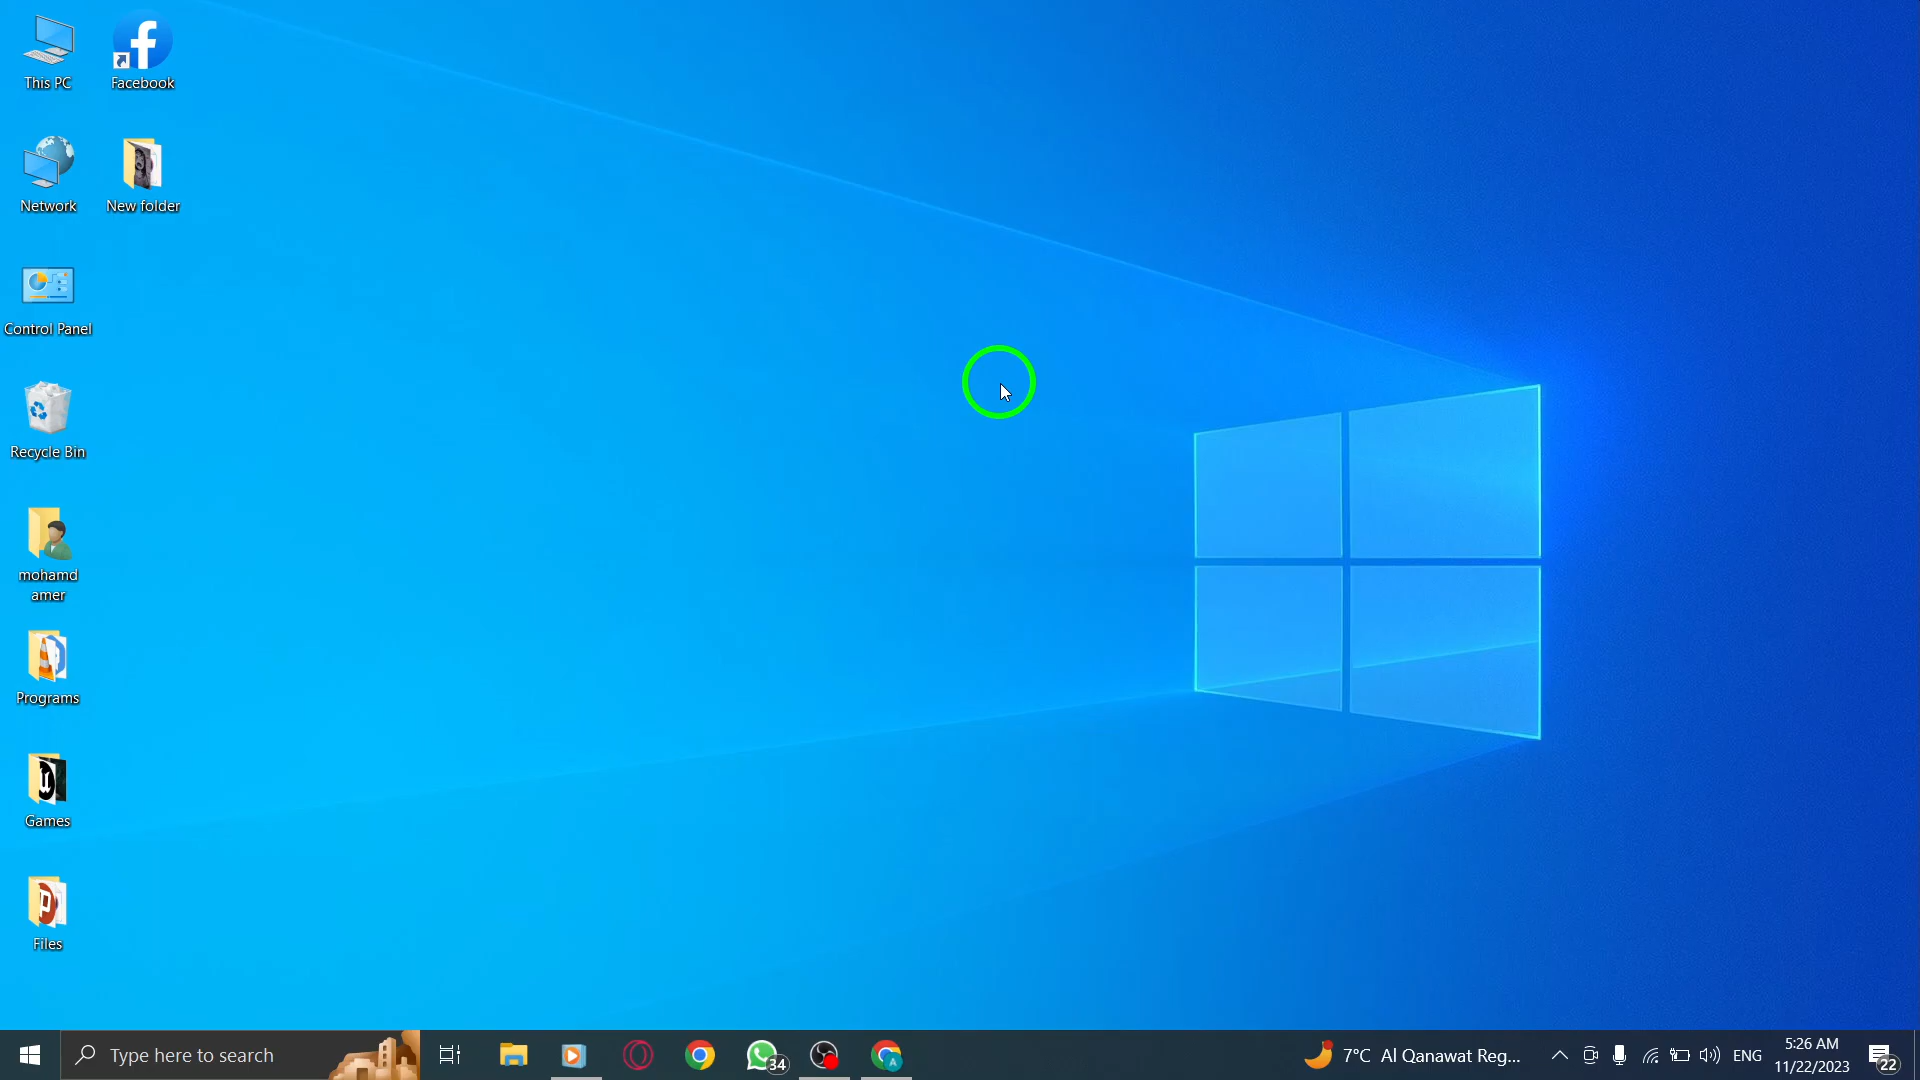 This PC
Facebook
Network
New folder
Control Panel
Recycle Bin
mohamd
amer
Programs
Games
Files
Type here to search
34
A
7°C Al Qanawat Reg...
ENG
5:26 AM
11/22/2023
22